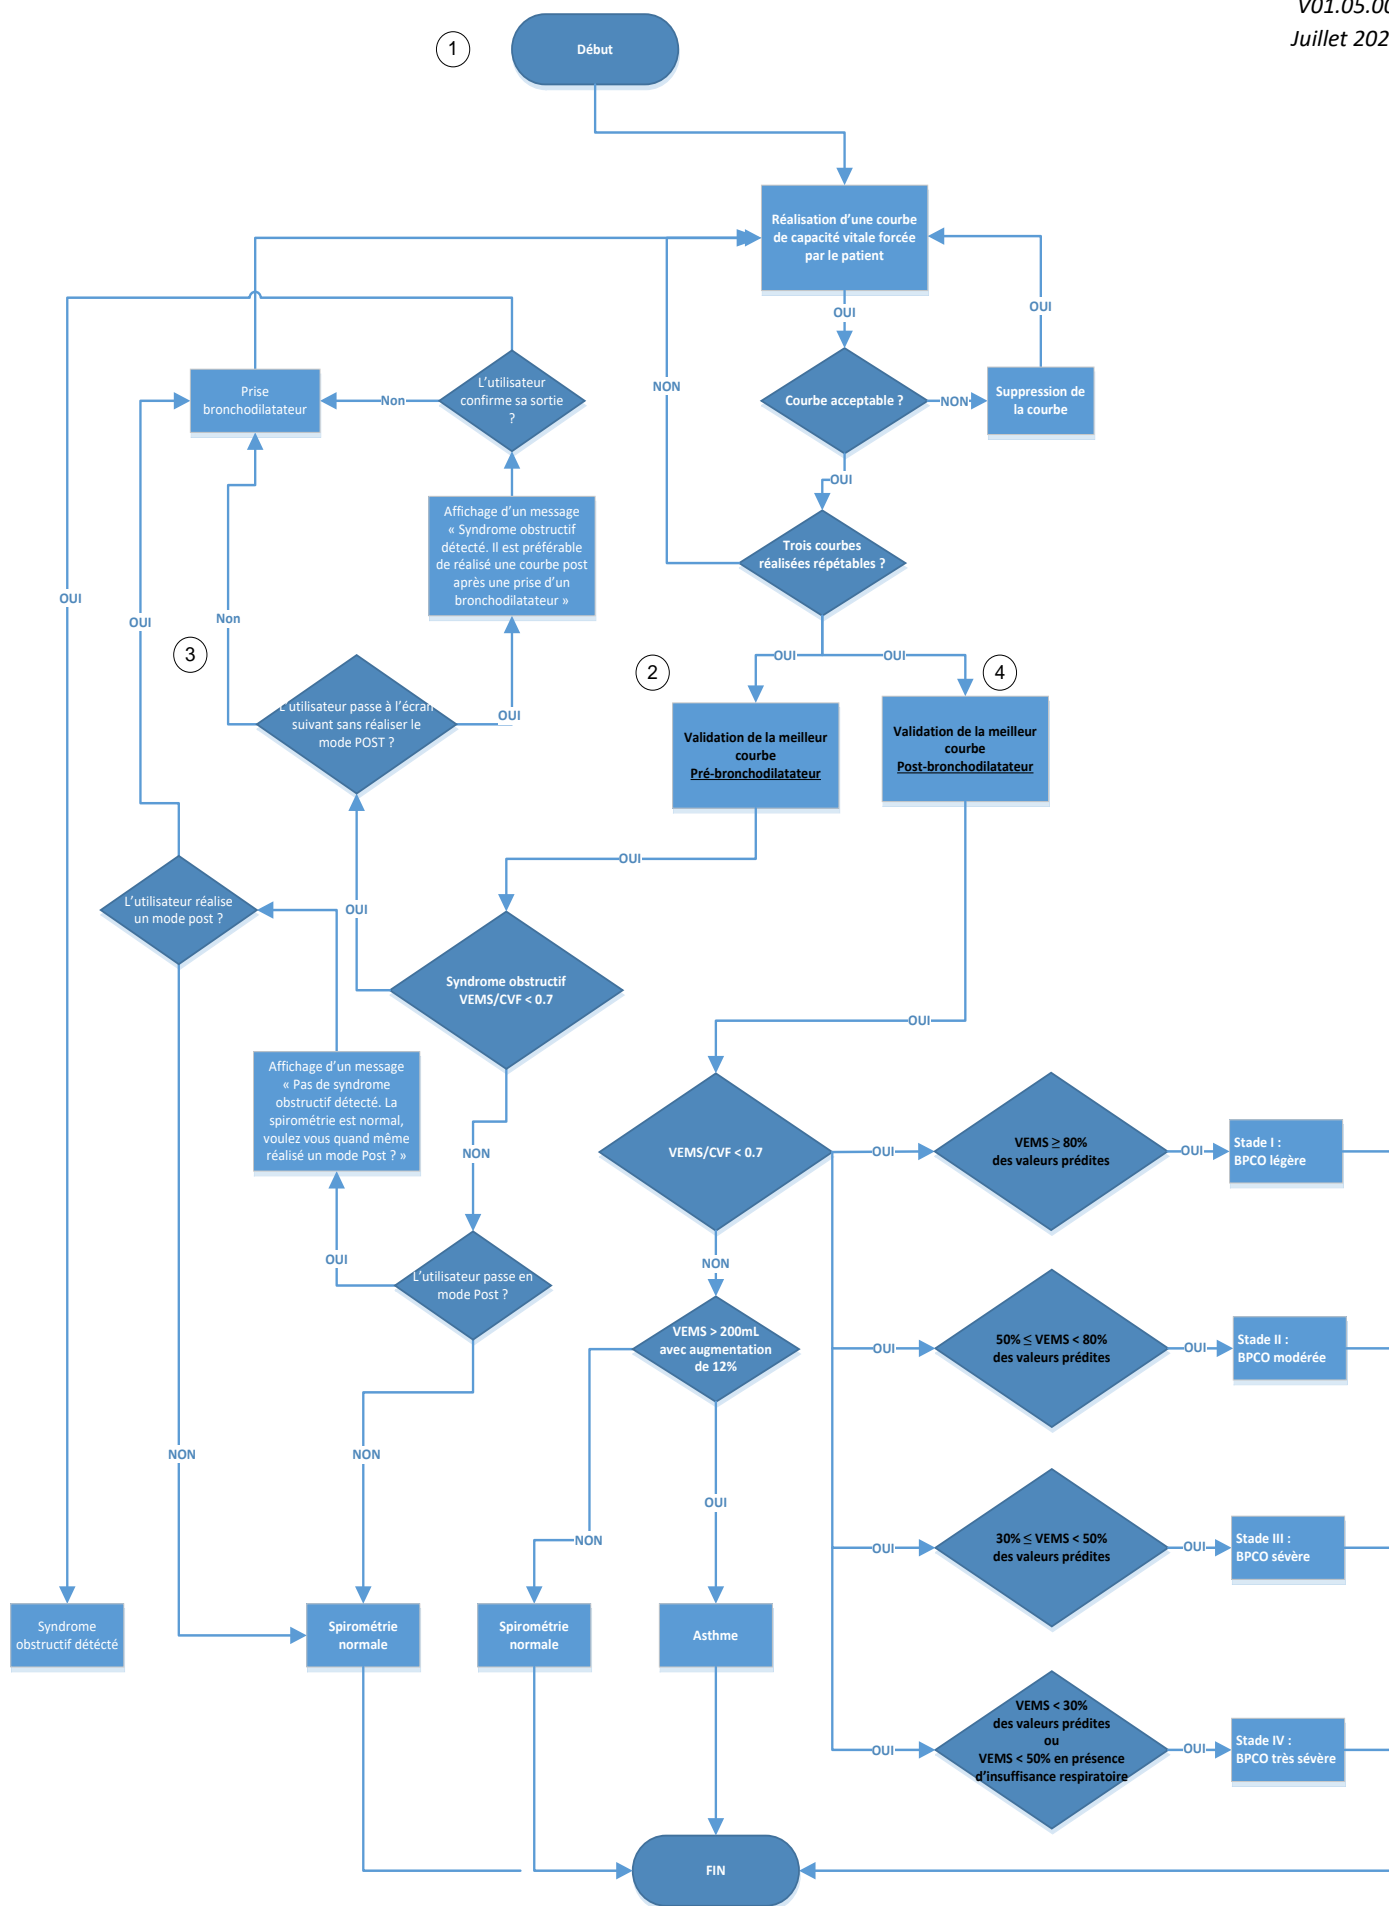 V01.05.00
Juillet 202
1
Début
Réalisation d'une courbe
de capacité vitale forcée
par le patient
OUI
OUI
Prise
bronchodilatateur
Non
L'utilisateur
confirme sa sortie
?
NON
Courbe acceptable ?
NON
Suppression de
la courbe
OUI
Affichage d'un message
« Syndrome obstructif
détecté. Il est préférable
de réalisé une courbe post
après une prise d'un
bronchodilatateur »
Trois courbes
réalisées répétables ?
OUI
OUI
Non
3
OUI
OUI
2
4
L'utilisateur passe à l'écran
suivant sans réaliser le
mode POST ?
OUI
Validation de la meilleur
courbe
Pré-bronchodilatateur
Validation de la meilleur
courbe
Post-bronchodilatateur
OUI
L'utilisateur réalise
un mode post ?
OUI
Syndrome obstructif
VEMS/CVF < 0.7
OUI
Affichage d'un message
« Pas de syndrome
obstructif détecté. La
spirométrie est normal,
voulez vous quand même
réalisé un mode Post ? »
NON
VEMS/CVF < 0.7
OUI
VEMS ≥ 80%
des valeurs prédites
OUI
Stade I :
BPCO légère
OUI
L'utilisateur passe en
mode Post ?
NON
VEMS > 200mL
avec augmentation
de 12%
OUI
50% ≤ VEMS < 80%
des valeurs prédites
OUI
Stade II :
BPCO modérée
NON
NON
OUI
NON
OUI
30% ≤ VEMS < 50%
des valeurs prédites
OUI
Stade III :
BPCO sévère
Syndrome
obstructif détécté
Spirométrie
normale
Spirométrie
normale
Asthme
OUI
VEMS < 30%
des valeurs prédites
ou
VEMS < 50% en présence
d'insuffisance respiratoire
OUI
Stade IV :
BPCO très sévère
FIN